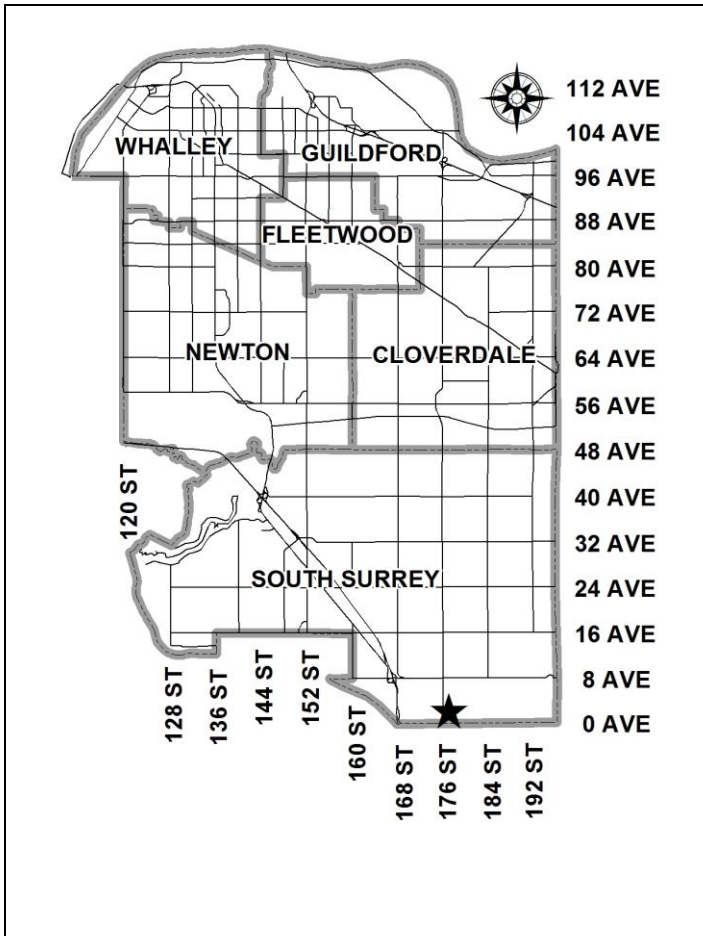 112 AVE
104 AVE
WHALLEY
GUILDFORD
96 AVE
88 AVE
FLEETWOOD
80 AVE
72 AVE
NEWTON
CLOVERDALE
64 AVE
56 AVE
48 AVE
120 ST
40 AVE
32 AVE
SOUTH SURREY
24 AVE
16 AVE
8 AVE
0 AVE
128 ST
136 ST
144 ST
152 ST
160 ST
168 ST
176 ST
184 ST
192 ST